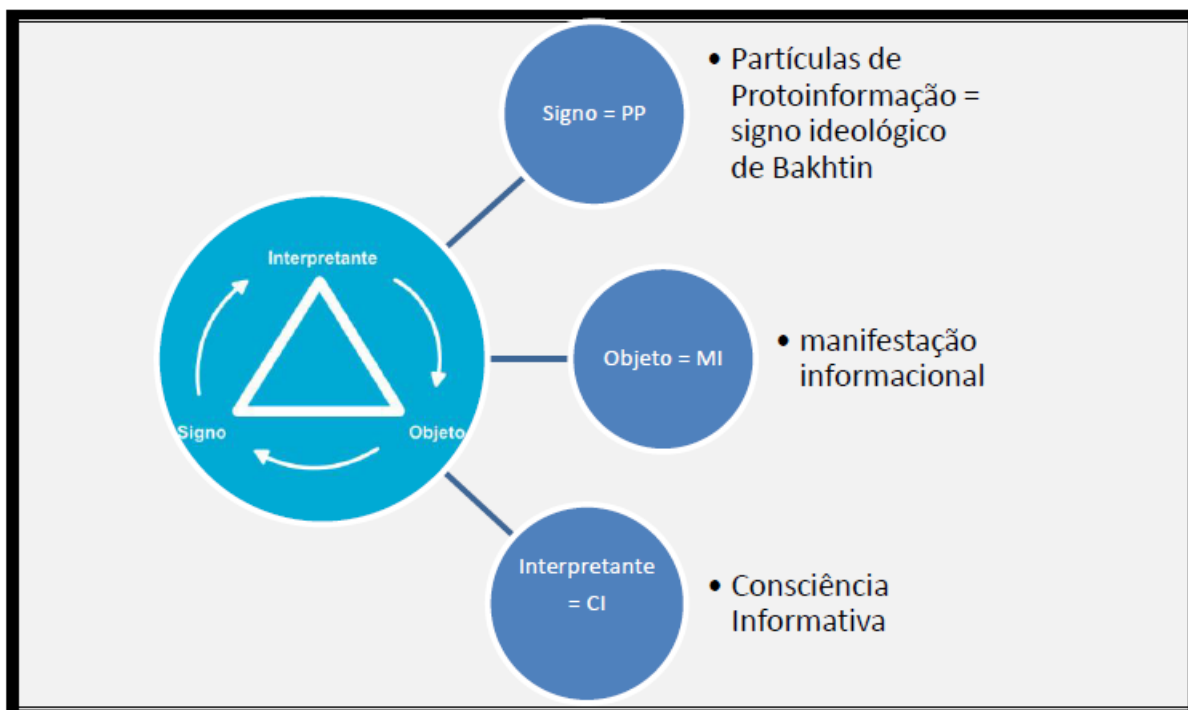 Interpretante
Signo
Objeto
Signo = PP
• Partículas de
Protoinformação =
signo ideológico
de Bakhtin
Objeto = MI
• manifestação
informacional
Interpretante
= CI
• Consciência
Informativa